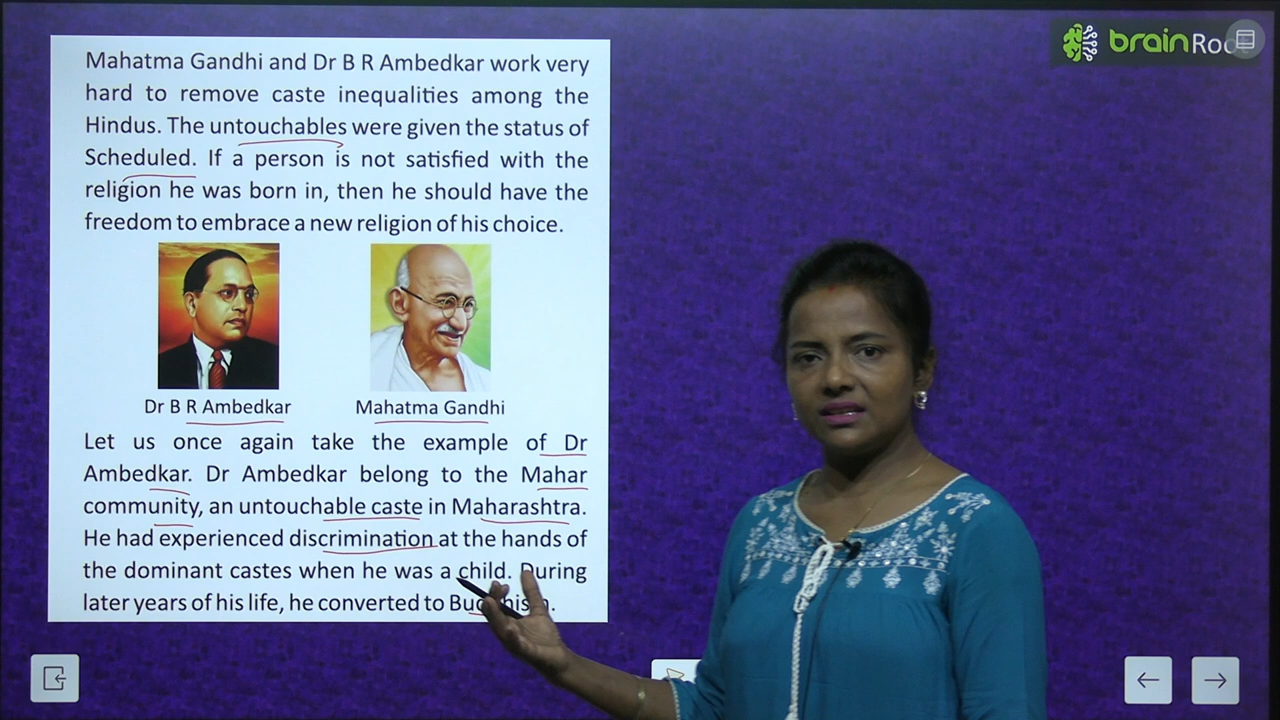 brain
Mahatma Gandhi and Dr B R Ambedkar work very
hard to remove caste inequalities among the
Hindus. The untouchables were given the status of
Scheduled. If a person is not satisfied with the
religion he was born in, then he should have the
freedom to embrace a new religion of his choice.
Dr B R Ambedkar
Mahatma Gandhi
Let us once again take the example of Dr
Ambedkar. Dr Ambedkar belong to the Mahar
community, an untouchable caste in Maharashtra.
He had experienced discrimination at the hands of
the dominant castes when he was a child. During
later years of his life, he converted to